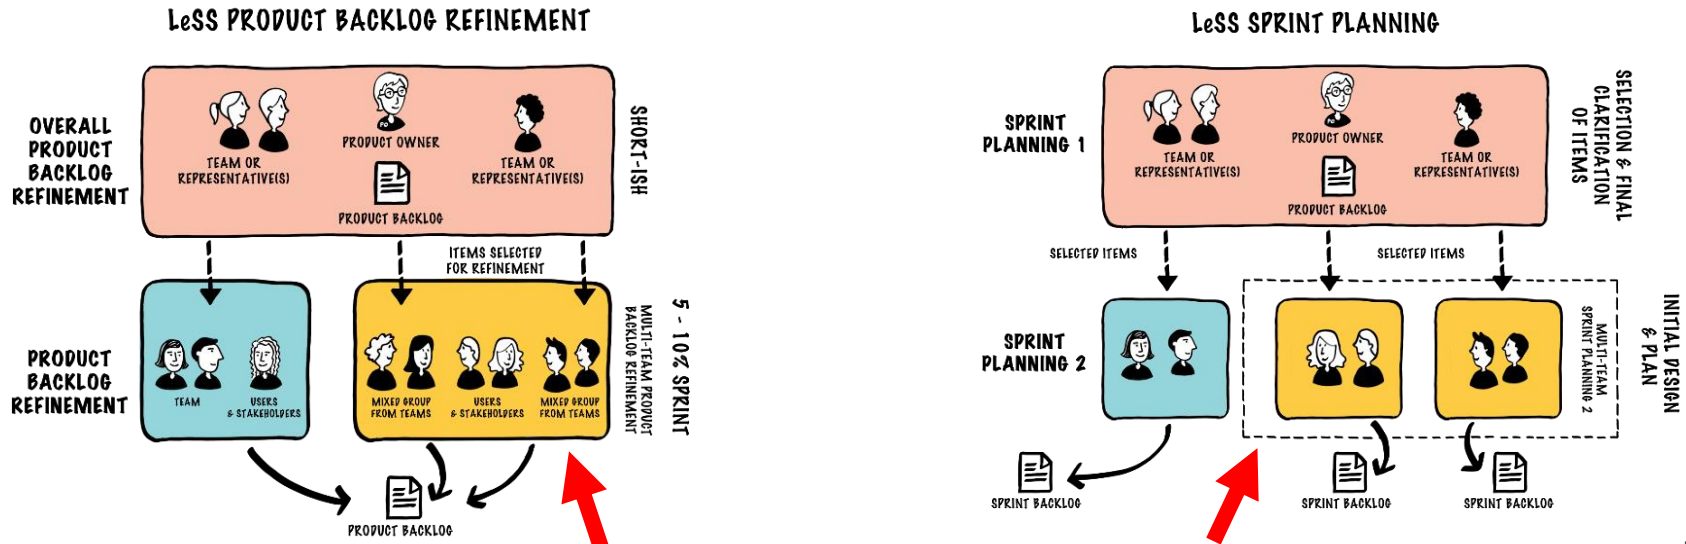 LeSS PRODUCT BACKLOG REFINEMENT
OVERALL
PRODUCT
BACKLOG
REFINEMENT
TEAM OR
REPRESENTATIVE(S)
PO
PRODUCT OWNER
PRODUCT BACKLOG
TEAM OR
REPRESENTATIVE(S)
SHORT-ISH
ITEMS SELECTED
FOR REFINEMENT
PRODUCT
BACKLOG
REFINEMENT
TEAM
USERS
& STAKEHOLDERS
MIXED GROUP
FROM TEAMS
USERS
& STAKEHOLDERS
MIXED GROUP
FROM TEAMS
MULTI-TEAM PRODUCT
BACKLOG REFINEMENT
5 - 10% SPRINT
PRODUCT BACKLOG
LeSS SPRINT PLANNING
SPRINT
PLANNING 1
TEAM OR
REPRESENTATIVE(S)
PO
PRODUCT OWNER
PRODUCT BACKLOG
TEAM OR
REPRESENTATIVE(S)
SELECTION & FINAL
CLARIFICATION
OF ITEMS
SELECTED ITEMS
SELECTED ITEMS
SPRINT
PLANNING 2
MULTI-TEAM
SPRINT PLANNING 2
INITIAL DESIGN
& PLAN
SPRINT BACKLOG
SPRINT BACKLOG
SPRINT BACKLOG